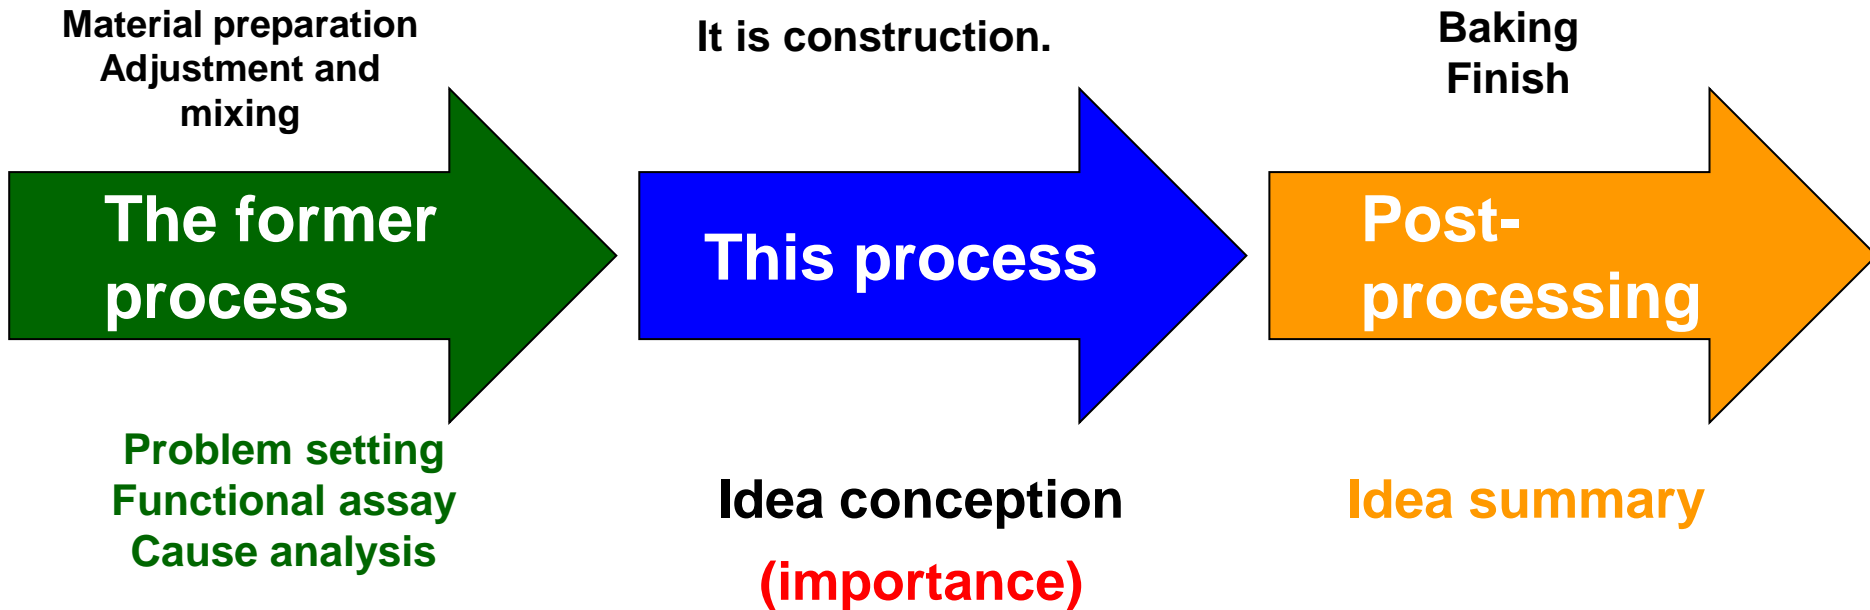 Material preparation
Adjustment and
mixing
The former
process
Problem setting
Functional assay
Cause analysis
It is construction.
This process
Idea conception
(importance)
Baking
Finish
Post-
processing
Idea summary